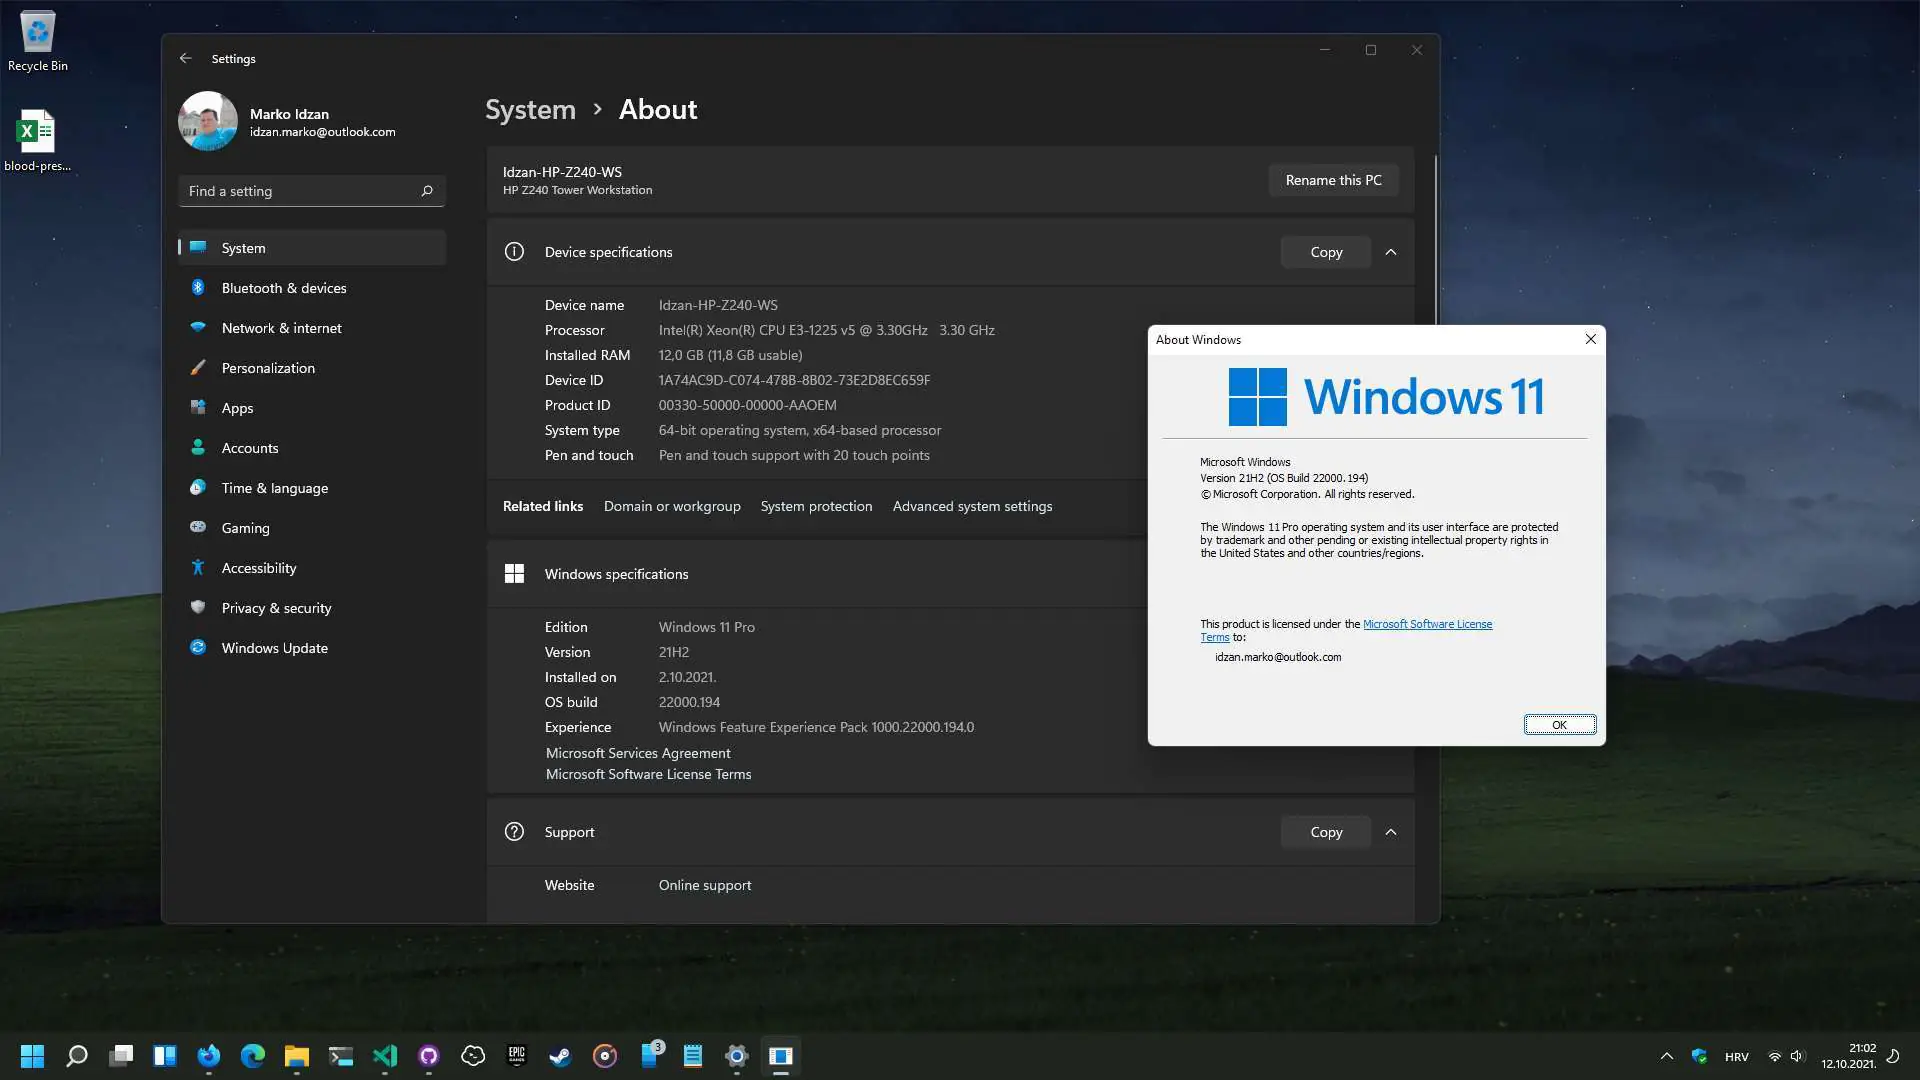 Recycle Bin
blood-pres...
Settings
Marko Idzan
idzan.marko@outlook.com
Find a setting
System
Bluetooth & devices
Network & internet
Personalization
Apps
Accounts
Time & language
Gaming
Accessibility
Privacy & security
Windows Update
System > About
Idzan-HP-Z240-WS
HP Z240 Tower Workstation
Rename this PC
Device specifications
Copy
Device name Idzan-HP-Z240-WS
Processor Intel(R) Xeon(R) CPU E3-1225 v5 @ 3.30GHz 3.30 GHz
Installed RAM 12,0 GB (11,8 GB usable)
Device ID 1A74AC9D-C074-478B-8B02-73E2D8EC659F
Product ID 00330-50000-00000-AAOEM
System type 64-bit operating system, x64-based processor
Pen and touch Pen and touch support with 20 touch points
Related links Domain or workgroup System protection Advanced system settings
Windows specifications
Edition Windows 11 Pro
Version 21H2
Installed on 2.10.2021.
OS build 22000.194
Experience Windows Feature Experience Pack 1000.22000.194.0
Microsoft Services Agreement
Microsoft Software License Terms
Support
Copy
Website Online support
About Windows
Windows 11
Microsoft Windows
Version 21H2 (OS Build 22000.194)
© Microsoft Corporation. All rights reserved.
The Windows 11 Pro operating system and its user interface are protected
by trademark and other pending or existing intellectual property rights in
the United States and other countries/regions.
This product is licensed under the Microsoft Software License
Terms to:
idzan.marko@outlook.com
OK
EPIC
GAMES
3
HRV
21:02
12.10.2021.